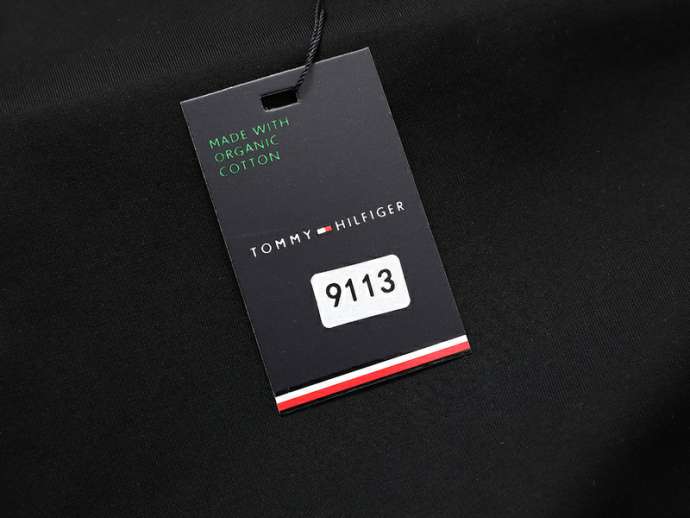 MADE WITH
ORGANIC
COTTON
TOMMY HILFIGER
9113